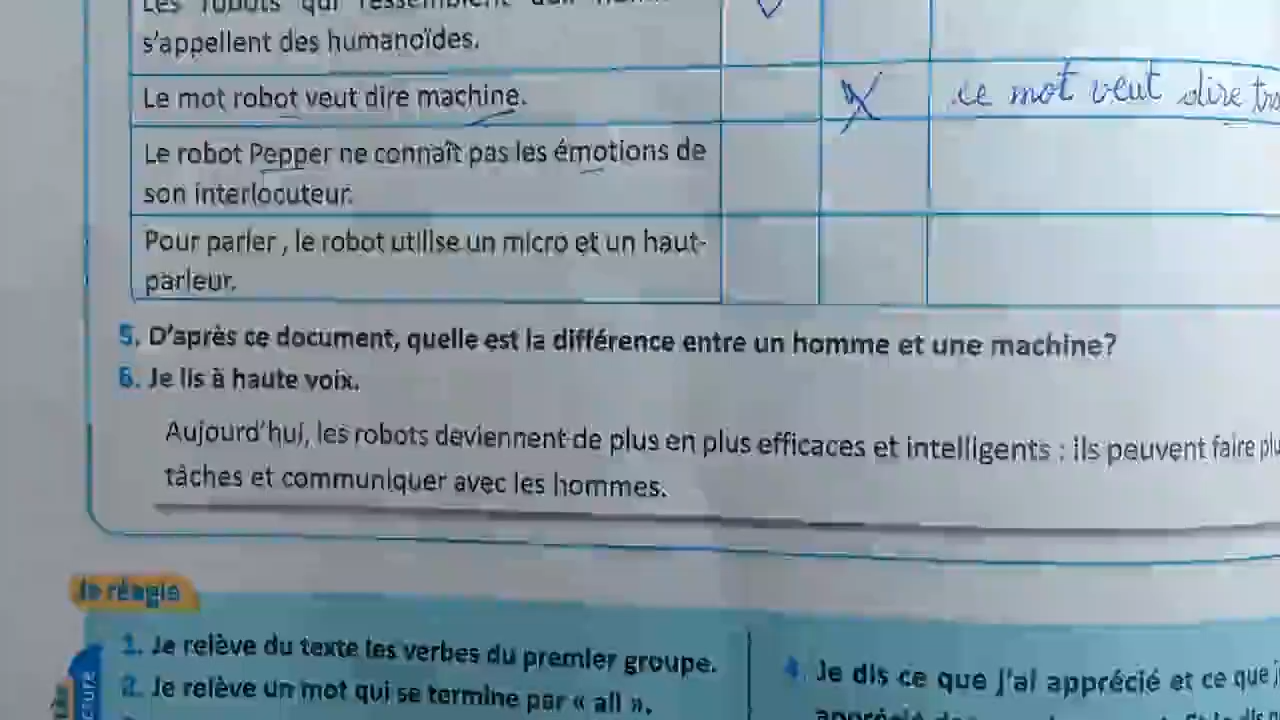 Les robots qui ressemblent
s'appellent des humanoïdes.
Le mot robot veut dire machine.
ce mot veut dire
Le robot Pepper ne connaît pas les émotions de
son interlocuteur.
Pour parler , le robot utilise un micro et un haut-
parleur.
5. D'après ce document, quelle est la différence entre un homme et une machine?
6. Je lis à haute voix.
Aujourd'hui, les robots deviennent de plus en plus efficaces et intelligents : ils peuvent faire
tâches et communiquer avec les hommes.
Je réagis
1. Je relève du texte les verbes du premier groupe.
2. Je relève un mot qui se termine par « ail ».
4. Je dis ce que j'ai apprécié et ce que